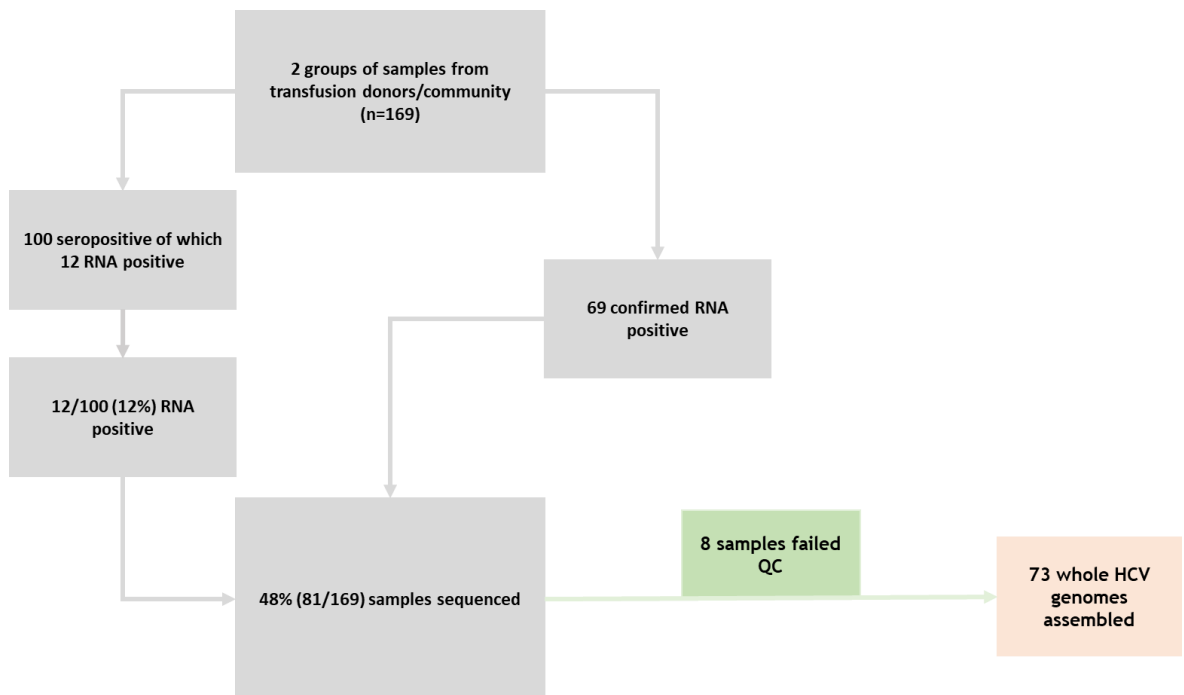 2 groups of samples from
transfusion donors/community
(n=169)
100 seropositive of which
12 RNA positive
69 confirmed RNA
positive
12/100 (12%) RNA
positive
48% (81/169) samples sequenced
8 samples failed
QC
73 whole HCV
genomes
assembled